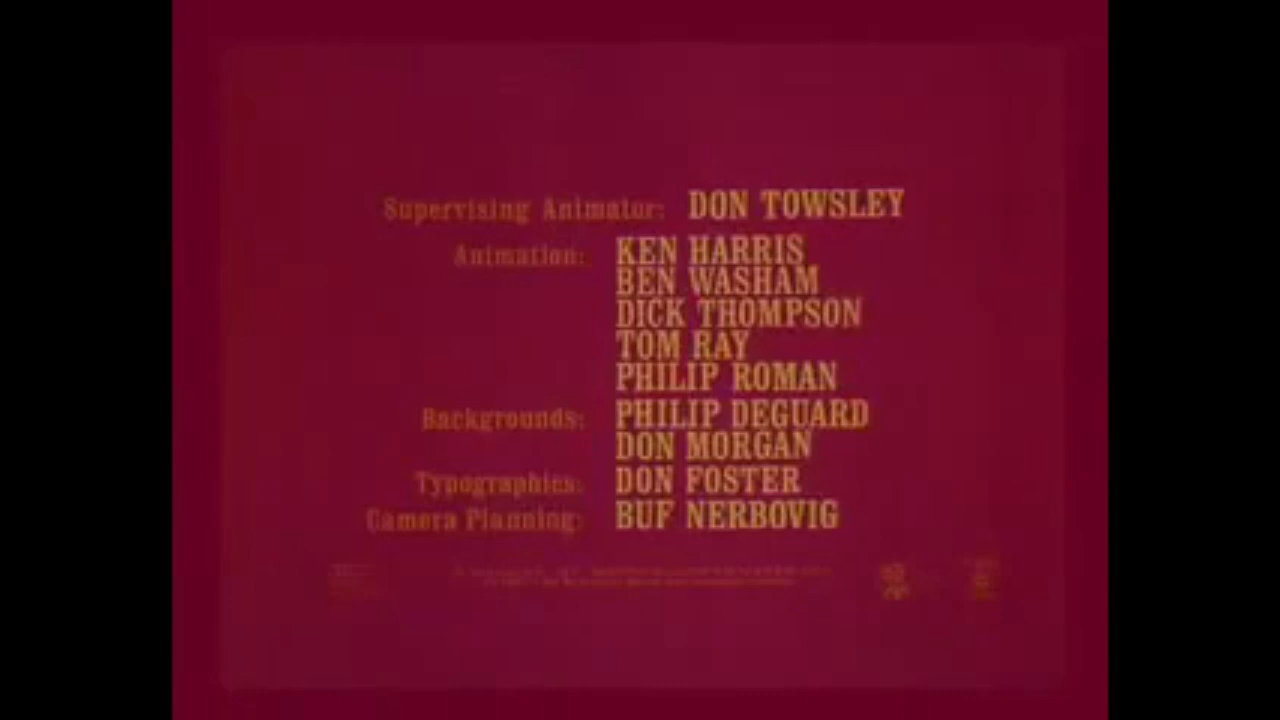 Supervising Animator: DON TOWSLEY
Animation: KEN HARRIS
BEN WASHAM
DICK THOMPSON
TOM RAY
PHILIP ROMAN
Backgrounds: PHILIP DEGUARD
DON MORGAN
Typographics: DON FOSTER
Camera Planning: BUF NERBOVIG